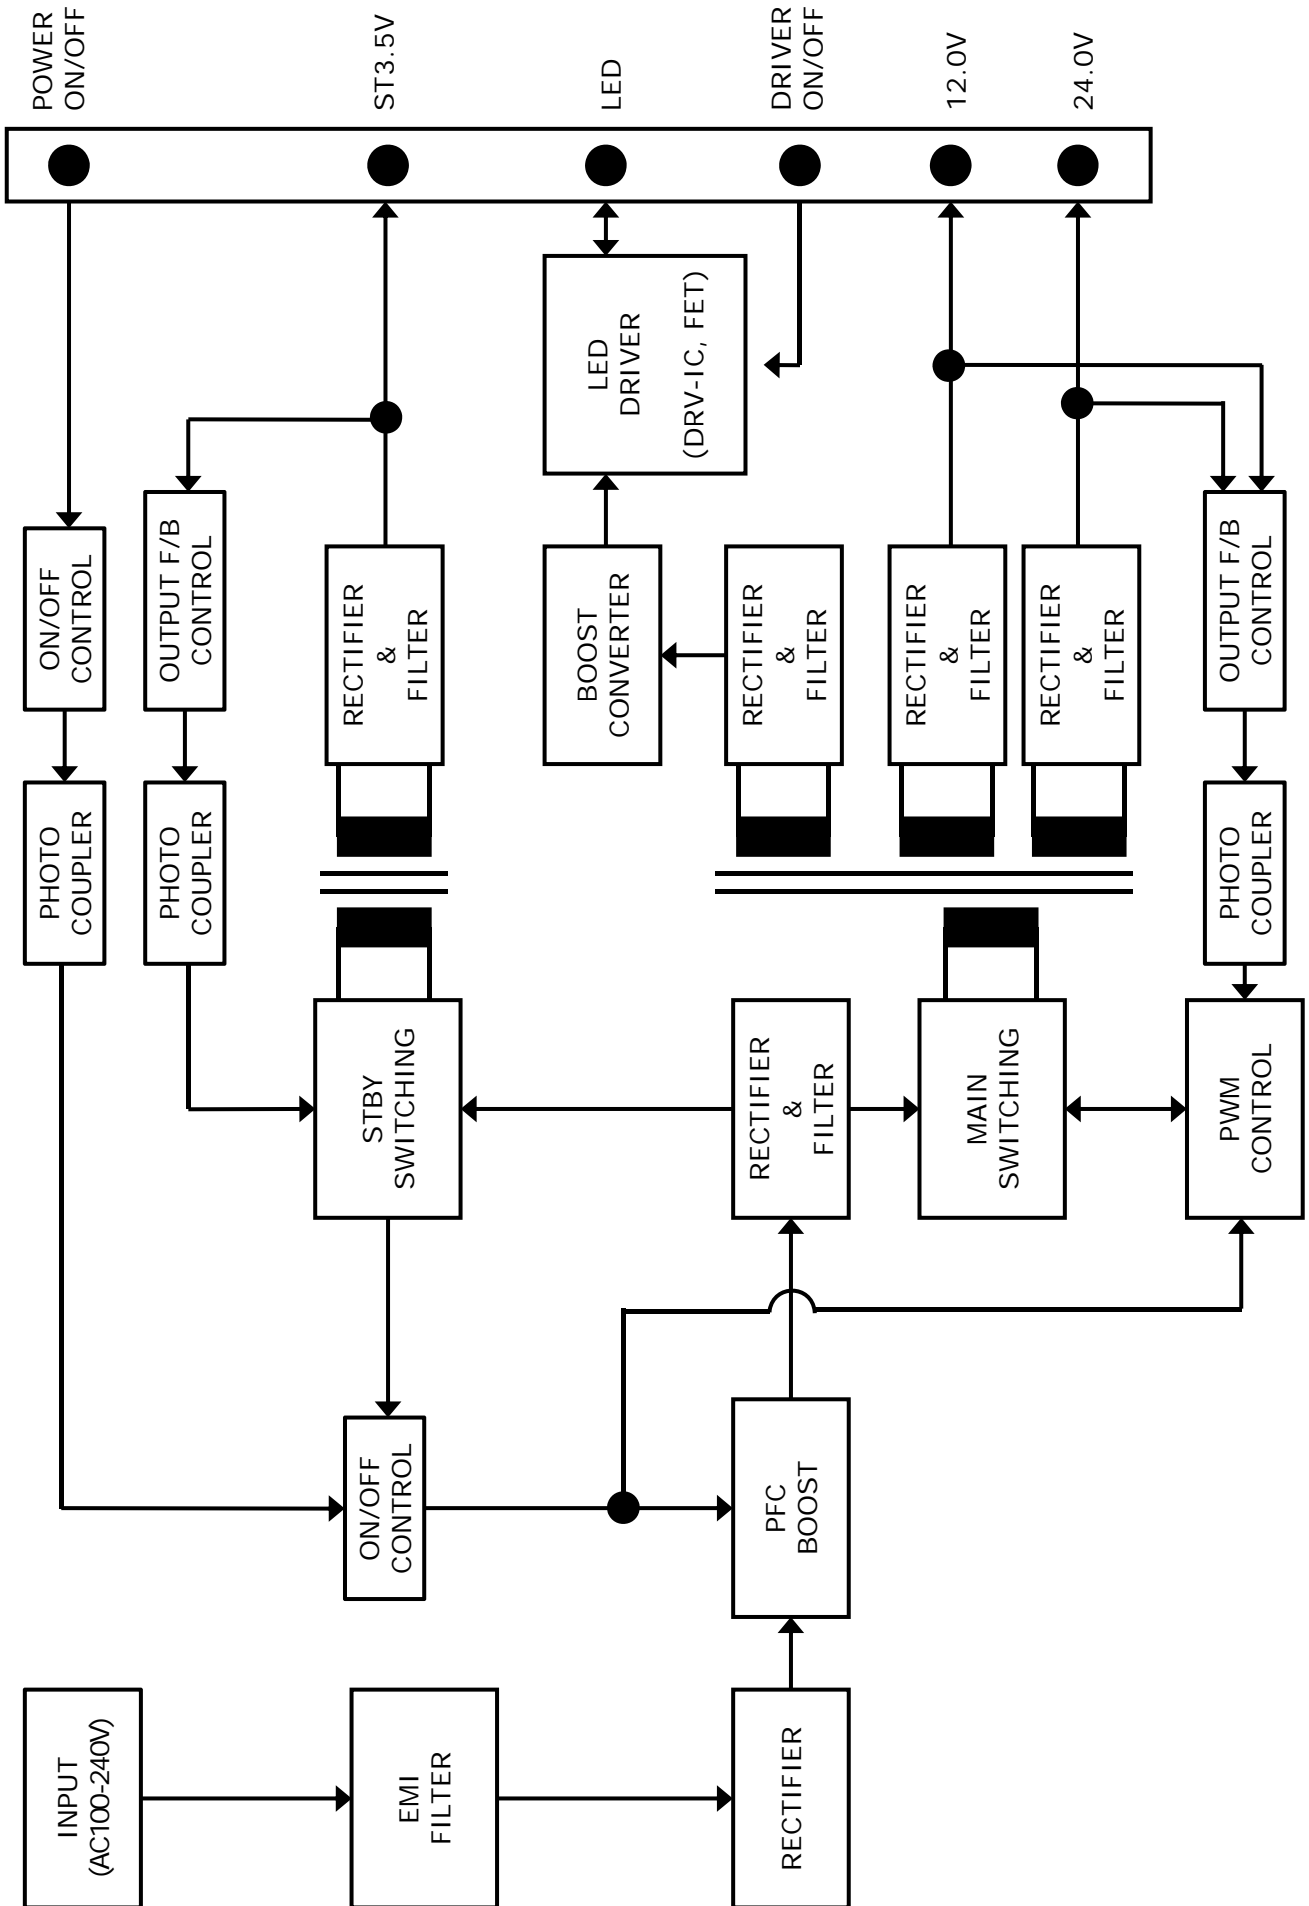 POWER
ON/OFF
ST3.5V
LED
DRIVER
ON/OFF
12.0V
24.0V
LED
DRIVER
(DRV-IC, FET)
ON/OFF
CONTROL
OUTPUT F/B
CONTROL
RECTIFIER
&
FILTER
BOOST
CONVERTER
RECTIFIER
&
FILTER
RECTIFIER
&
FILTER
RECTIFIER
&
FILTER
OUTPUT F/B
CONTROL
PHOTO
COUPLER
PHOTO
COUPLER
PHOTO
COUPLER
STBY
SWITCHING
RECTIFIER
&
FILTER
MAIN
SWITCHING
PWM
CONTROL
ON/OFF
CONTROL
PFC
BOOST
INPUT
(AC100-240V)
EMI
FILTER
RECTIFIER